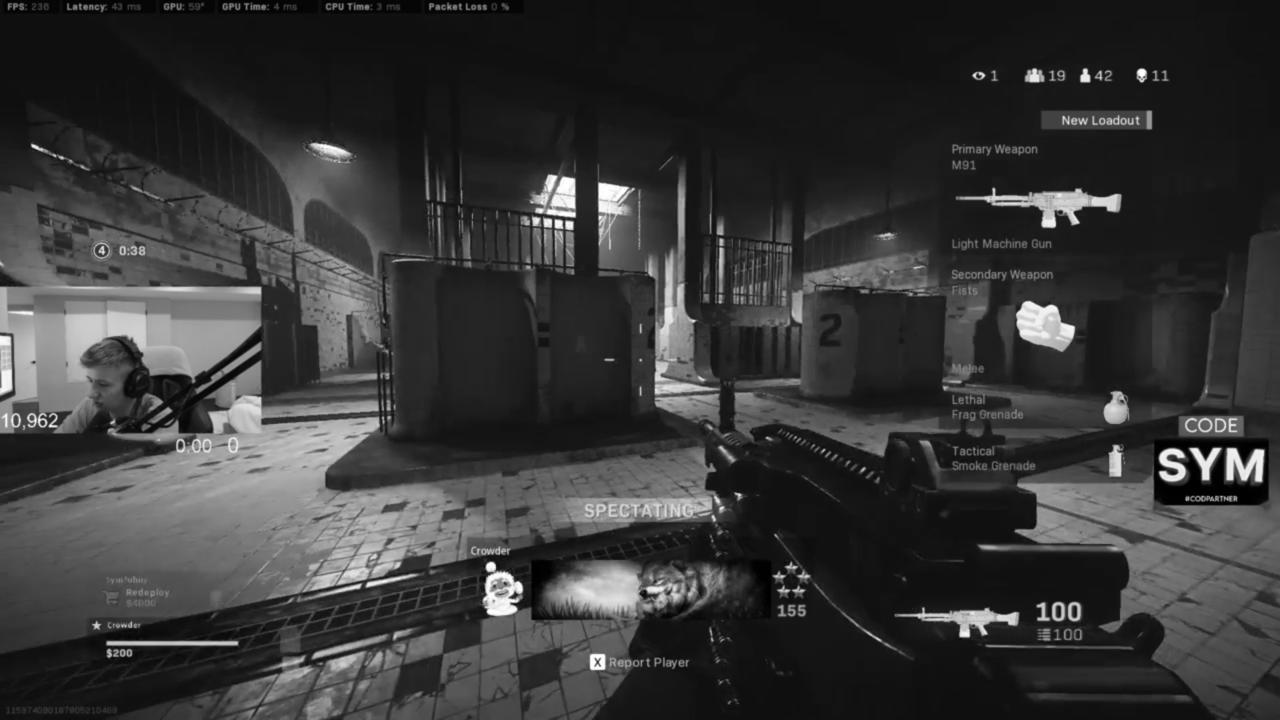 FPS: 236 Latency: 43 ms GPU: 59° GPU Time: 4 ms CPU Time: 3 ms Packet Loss 0 %
1 19 42 11
New Loadout
Primary Weapon
M91
Light Machine Gun
4 0:38
Secondary Weapon
Fists
2
Melee
Lethal
Frag Grenade
10,962
CODE
0:00 0
Tactical
Smoke Grenade
SYM
#CODPARTNER
SPECTATING
Crowder
Redeploy
$4000
155
100
100
Crowder
$200
X Report Player